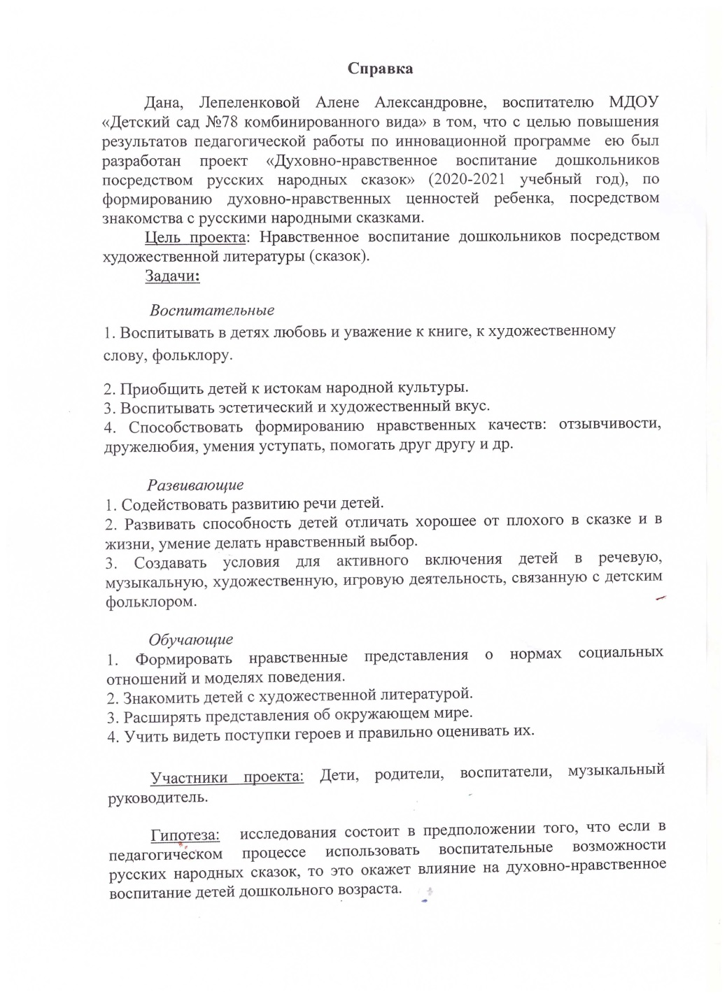 Справка
Дана, Лепеленковой Алене Александровне, воспитателю МДОУ
«Детский сад №78 комбинированного вида» в том, что с целью повышения
результатов педагогической работы по инновационной программе ею был
разработан проект «Духовно-нравственное воспитание дошкольников
посредством русских народных сказок» (2020-2021 учебный год), по
формированию духовно-нравственных ценностей ребенка, посредством
знакомства с русскими народными сказками.
Цель проекта: Нравственное воспитание дошкольников посредством
художественной литературы (сказок).
Задачи:
Воспитательные
1. Воспитывать в детях любовь и уважение к книге, к художественному
слову, фольклору.
2. Приобщить детей к истокам народной культуры.
3. Воспитывать эстетический и художественный вкус.
4. Способствовать формированию нравственных качеств: отзывчивости,
дружелюбия, умения уступать, помогать друг другу и др.
Развивающие
1. Содействовать развитию речи детей.
2. Развивать способность детей отличать хорошее от плохого в сказке и в
жизни, умение делать нравственный выбор.
3. Создавать условия для активного включения детей в речевую,
музыкальную, художественную, игровую деятельность, связанную с детским
фольклором.
Обучающие
1. Формировать нравственные представления о нормах социальных
отношений и моделях поведения.
2. Знакомить детей с художественной литературой.
3. Расширять представления об окружающем мире.
4. Учить видеть поступки героев и правильно оценивать их.
Участники проекта: Дети, родители, воспитатели, музыкальный
руководитель.
Гипотеза: исследования состоит в предположении того, что если в
педагогическом процессе использовать воспитательные возможности
русских народных сказок, то это окажет влияние на духовно-нравственное
воспитание детей дошкольного возраста.